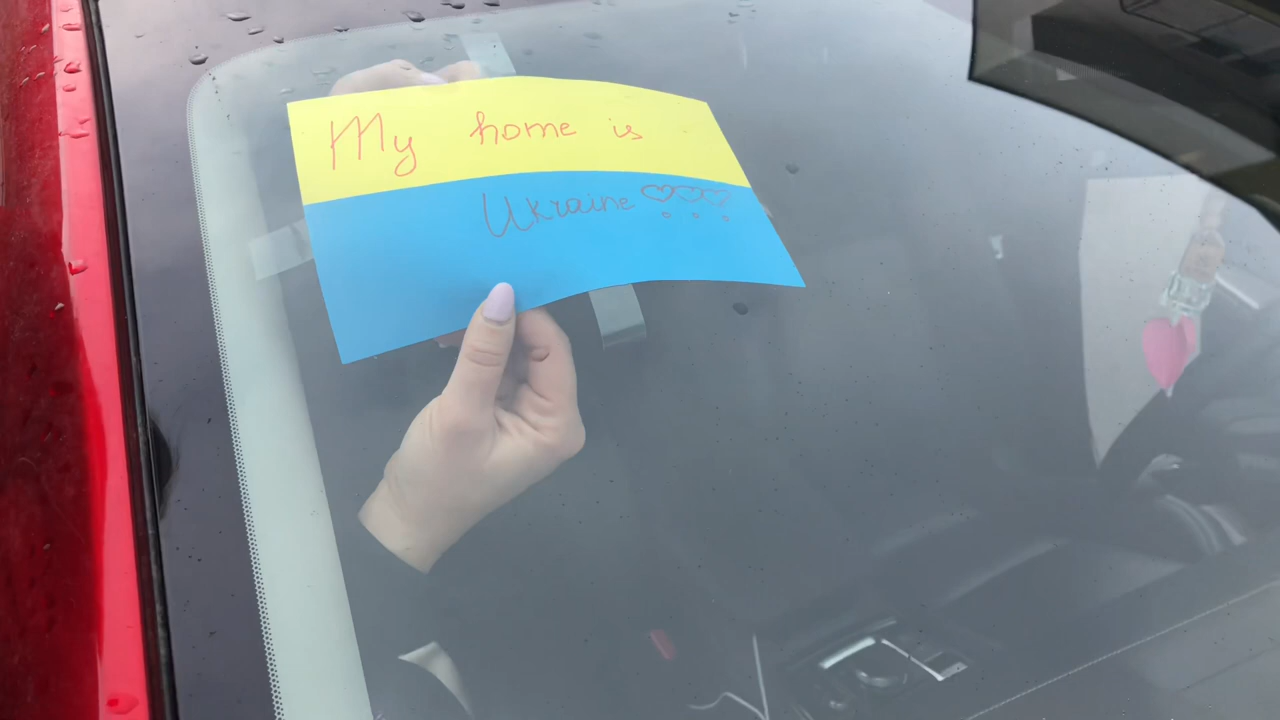 My home is
Ukraine ♡♡♡